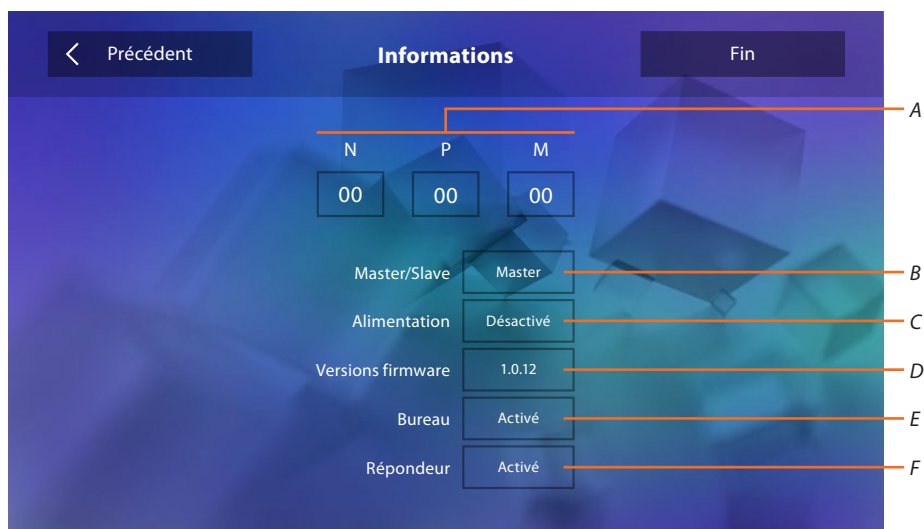 Précédent
Informations
Fin
A
N P M
00 00 00
Master/Slave Master B
Alimentation Désactivé C
Versions firmware 1.0.12 D
Bureau Activé E
Répondeur Activé F